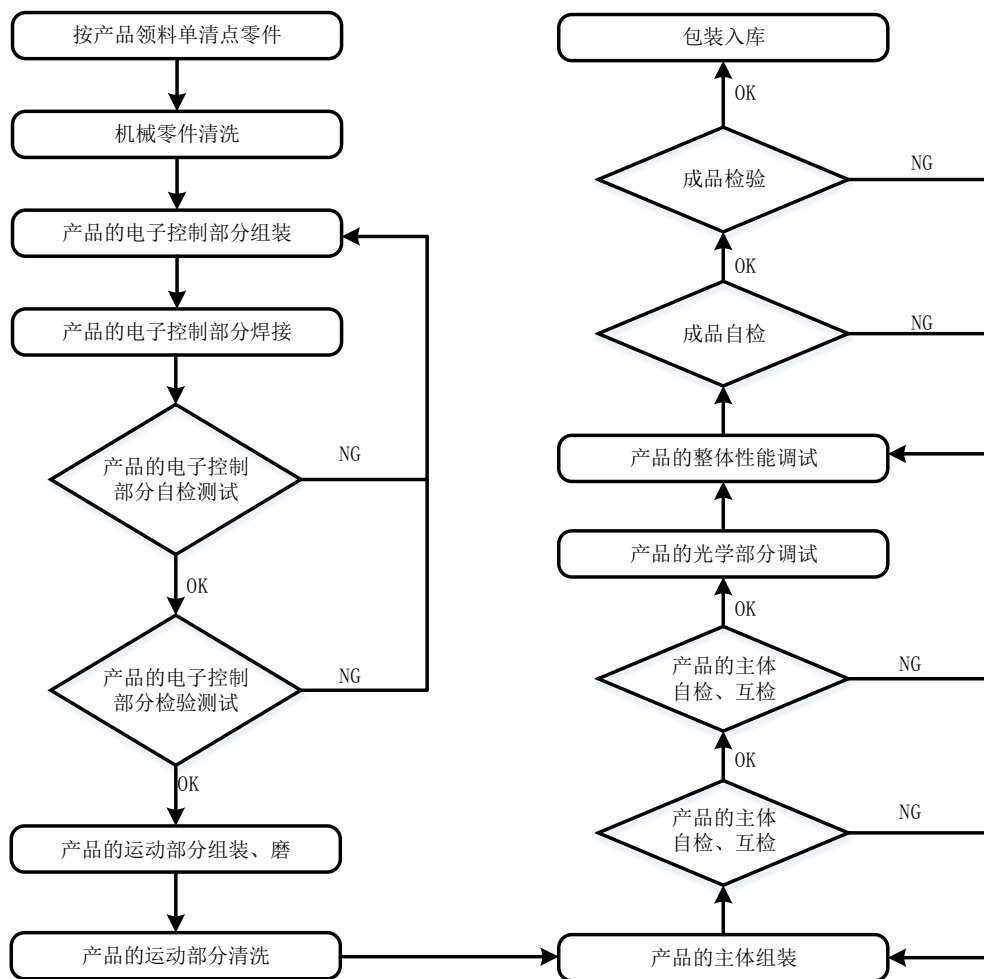 按产品领料单清点零件
机械零件清洗
产品的电子控制部分组装
产品的电子控制部分焊接
产品的电子控制
部分自检测试
NG
OK
产品的电子控制
部分检验测试
NG
OK
产品的运动部分组装、磨
产品的运动部分清洗
包装入库
OK
成品检验
NG
OK
成品自检
NG
产品的整体性能调试
产品的光学部分调试
OK
产品的主体
自检、互检
NG
OK
产品的主体
自检、互检
NG
产品的主体组装